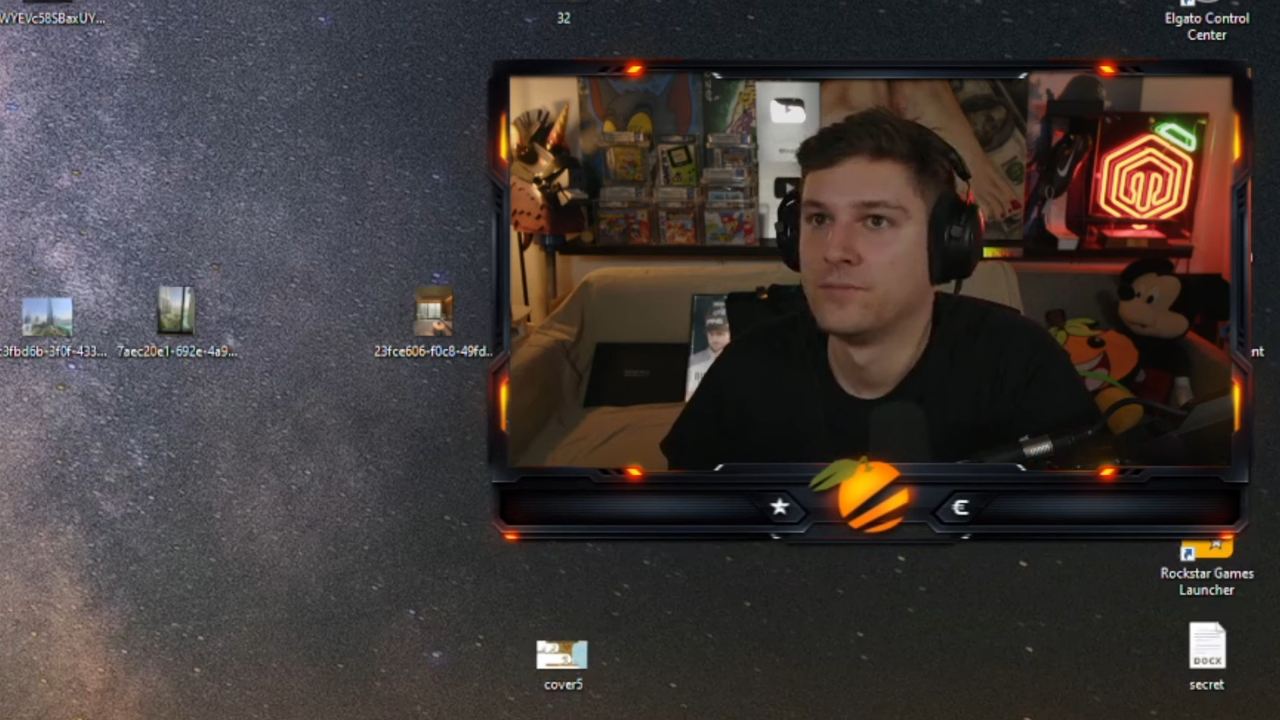 WYEVc58SBaxUY...
32
Elgato Control
Center
3fbd6b-3f0f-433...
7aec20e1-692e-4a9...
23fce606-f0c8-49fd...
nt
€
Rockstar Games
Launcher
cover5
DOCX
secret